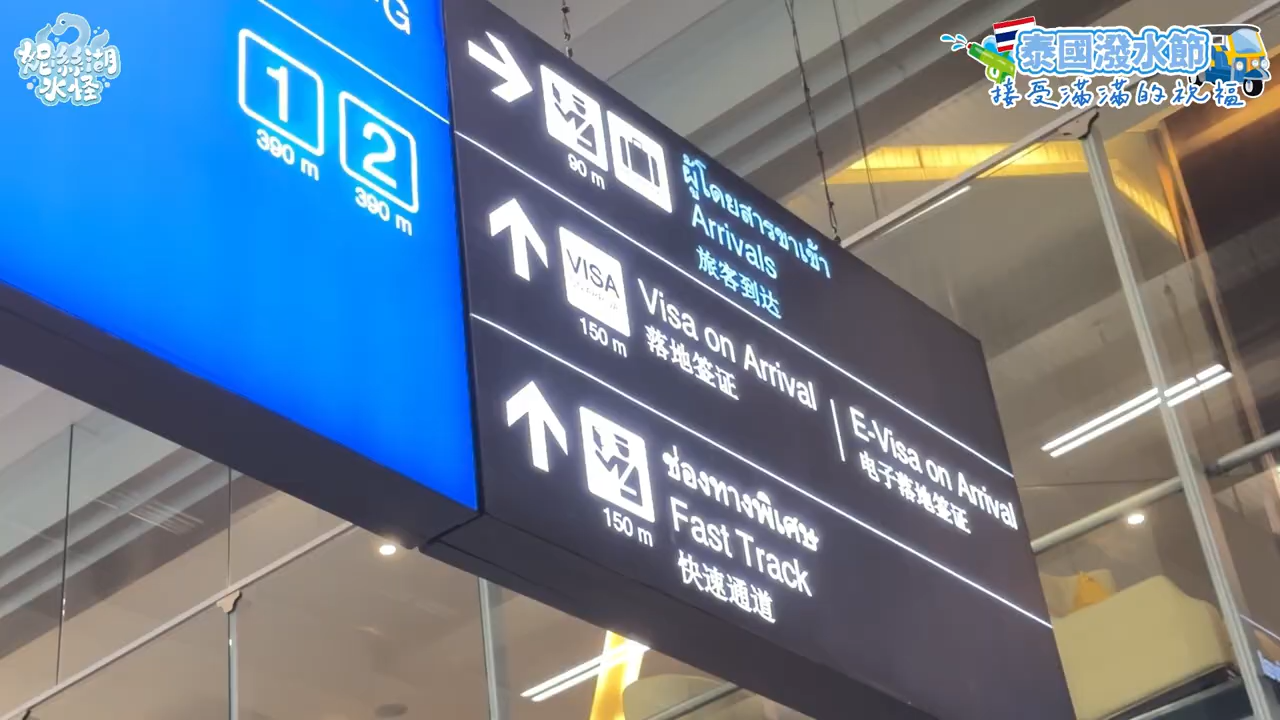 妮絲湖
水怪
泰國潑水節
接受滿滿的祝福
G
1
390 m
2
390 m
90 m
ผู้โดยสารขาเข้า
Arrivals
旅客到达
VISA
150 m
Visa on Arrival
落地签证
E-Visa on Arrival
电子落地签证
150 m
ช่องทางพิเศษ
Fast Track
快速通道